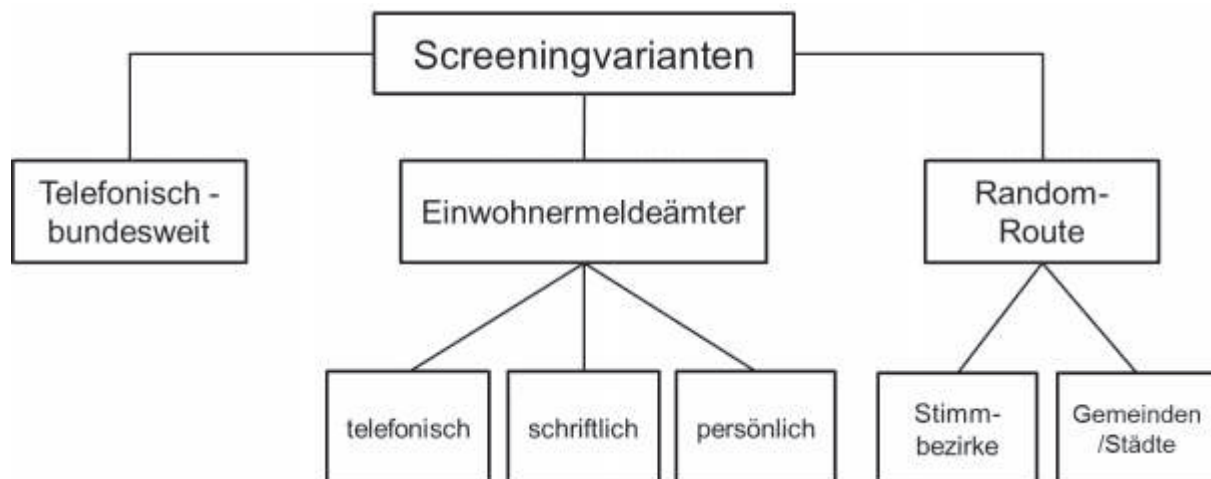 Screeningvarianten
Telefonisch -
bundesweit
Einwohnermeldeämter
Random-
Route
telefonisch
schriftlich
persönlich
Stimm-
bezirke
Gemeinden
/Städte